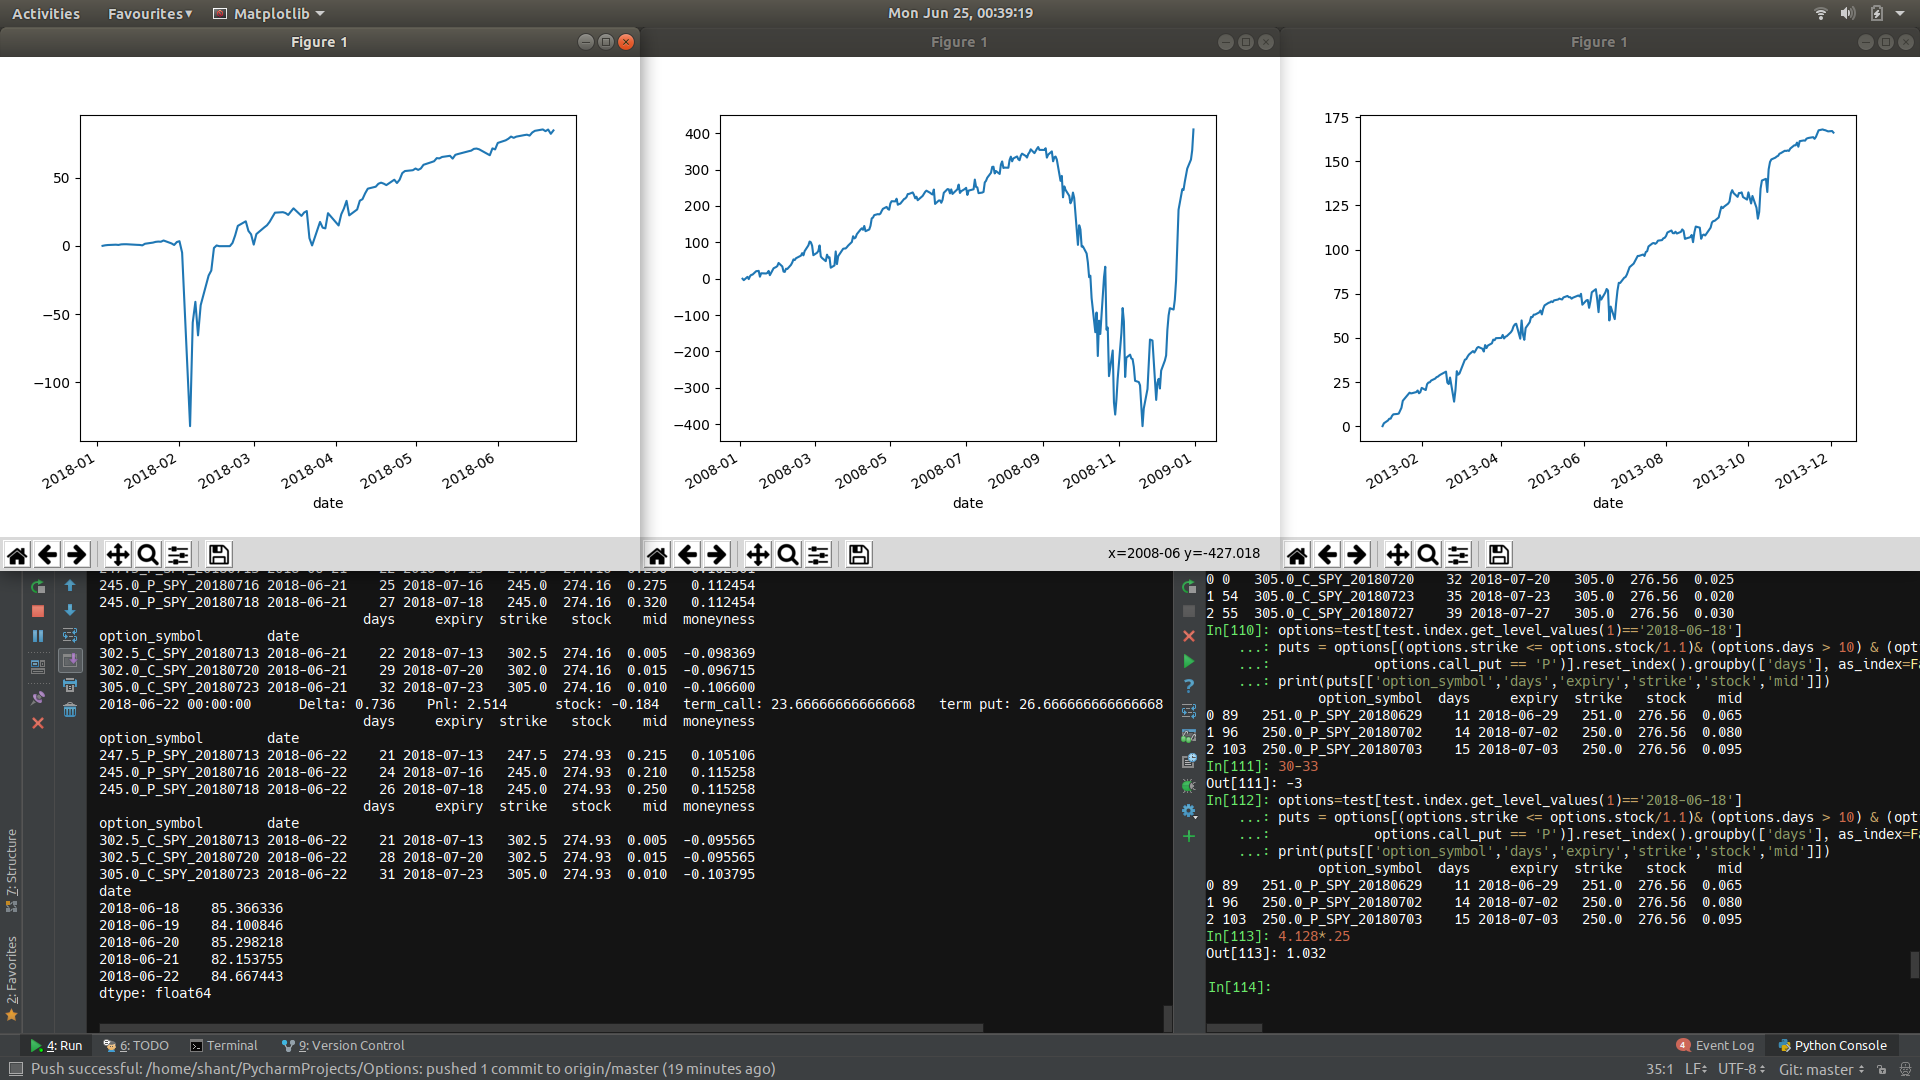 Activities Favourites▾ Matplotlib ▾ Mon Jun 25, 00:39:19
Figure 1
50
0
−50
−100
2018-01 2018-02 2018-03 2018-04 2018-05 2018-06
date
Figure 1
400
300
200
100
0
−100
−200
−300
−400
2008-01 2008-03 2008-05 2008-07 2008-09 2008-11 2009-01
date
x=2008-06 y=-427.018
Figure 1
175
150
125
100
75
50
25
0
2013-02 2013-04 2013-06 2013-08 2013-10 2013-12
date
245.0_P_SPY_20180716 2018-06-21 25 2018-07-16 245.0 274.16 0.275 0.112454
245.0_P_SPY_20180718 2018-06-21 27 2018-07-18 245.0 274.16 0.320 0.112454
days expiry strike stock mid moneyness
option_symbol date
302.5_C_SPY_20180713 2018-06-21 22 2018-07-13 302.5 274.16 0.005 -0.098369
302.0_C_SPY_20180720 2018-06-21 29 2018-07-20 302.0 274.16 0.015 -0.096715
305.0_C_SPY_20180723 2018-06-21 32 2018-07-23 305.0 274.16 0.010 -0.106600
2018-06-22 00:00:00 Delta: 0.736 Pnl: 2.514 stock: -0.184 term_call: 23.666666666666668 term put: 26.666666666666668
days expiry strike stock mid moneyness
option_symbol date
247.5_P_SPY_20180713 2018-06-22 21 2018-07-13 247.5 274.93 0.215 0.105106
245.0_P_SPY_20180716 2018-06-22 24 2018-07-16 245.0 274.93 0.210 0.115258
245.0_P_SPY_20180718 2018-06-22 26 2018-07-18 245.0 274.93 0.250 0.115258
days expiry strike stock mid moneyness
option_symbol date
302.5_C_SPY_20180713 2018-06-22 21 2018-07-13 302.5 274.93 0.005 -0.095565
302.5_C_SPY_20180720 2018-06-22 28 2018-07-20 302.5 274.93 0.015 -0.095565
305.0_C_SPY_20180723 2018-06-22 31 2018-07-23 305.0 274.93 0.010 -0.103795
date
2018-06-18 85.366336
2018-06-19 84.100846
2018-06-20 85.298218
2018-06-21 82.153755
2018-06-22 84.667443
dtype: float64
0 0 305.0_C_SPY_20180720 32 2018-07-20 305.0 276.56 0.025
1 54 305.0_C_SPY_20180723 35 2018-07-23 305.0 276.56 0.020
2 55 305.0_C_SPY_20180727 39 2018-07-27 305.0 276.56 0.030
In[110]: options=test[test.index.get_level_values(1)=='2018-06-18']
...: puts = options[(options.strike <= options.stock/1.1)& (options.days > 10) & (opt
...: options.call_put == 'P')].reset_index().groupby(['days'], as_index=Fa
...: print(puts[['option_symbol','days','expiry','strike','stock','mid']])
option_symbol days expiry strike stock mid
0 89 251.0_P_SPY_20180629 11 2018-06-29 251.0 276.56 0.065
1 96 250.0_P_SPY_20180702 14 2018-07-02 250.0 276.56 0.080
2 103 250.0_P_SPY_20180703 15 2018-07-03 250.0 276.56 0.095
In[111]: 30-33
Out[111]: -3
In[112]: options=test[test.index.get_level_values(1)=='2018-06-18']
...: puts = options[(options.strike <= options.stock/1.1)& (options.days > 10) & (opt
...: options.call_put == 'P')].reset_index().groupby(['days'], as_index=Fa
...: print(puts[['option_symbol','days','expiry','strike','stock','mid']])
option_symbol days expiry strike stock mid
0 89 251.0_P_SPY_20180629 11 2018-06-29 251.0 276.56 0.065
1 96 250.0_P_SPY_20180702 14 2018-07-02 250.0 276.56 0.080
2 103 250.0_P_SPY_20180703 15 2018-07-03 250.0 276.56 0.095
In[113]: 4.128*.25
Out[113]: 1.032
In[114]:
7: Structure
2: Favorites
4: Run 6: TODO Terminal 9: Version Control 4 Event Log Python Console
Push successful: /home/shant/PycharmProjects/Options: pushed 1 commit to origin/master (19 minutes ago) 35:1 LF UTF-8 Git: master